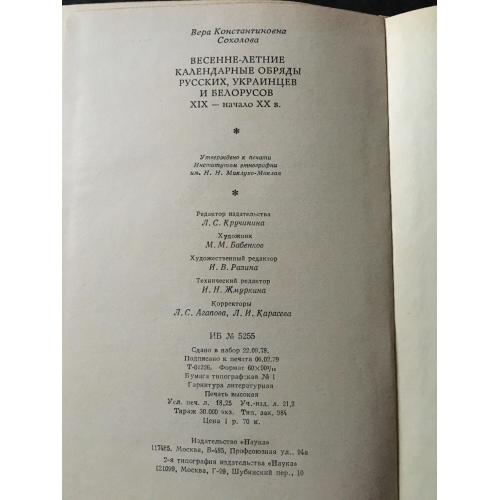 Вера Константиновна
Соколова
ВЕСЕННЕ-ЛЕТНИЕ
КАЛЕНДАРНЫЕ ОБРЯДЫ
РУССКИХ, УКРАИНЦЕВ
И БЕЛОРУСОВ
XIX — начало XX в.
*
Утверждено к печати
Институтом этнографии
им. Н. Н. Миклухо-Маклая
*
Редактор издательства
Л. С. Кручинина
Художник
М. М. Бабенков
Художественный редактор
И. В. Разина
Технический редактор
И. Н. Жмуркина
Корректоры
Л. С. Агапова, Л. И. Карасева
ИБ № 5255
Сдано в набор 22.09.78.
Подписано к печати 06.02.79
Формат 60×90¹/₁₆
Бумага типографская № 1
Гарнитура литературная
Печать высокая
Усл. печ. л. 18,25 Уч.-изд. л. 21,2
Тираж 30.000 экз. Тип. зак. 984
Цена 1 р. 70 к.
Издательство «Наука»
117485, Москва, В-485, Профсоюзная ул., 94а
2-я типография издательства «Наука»
121099, Москва, Г-99, Шубинский пер., 10